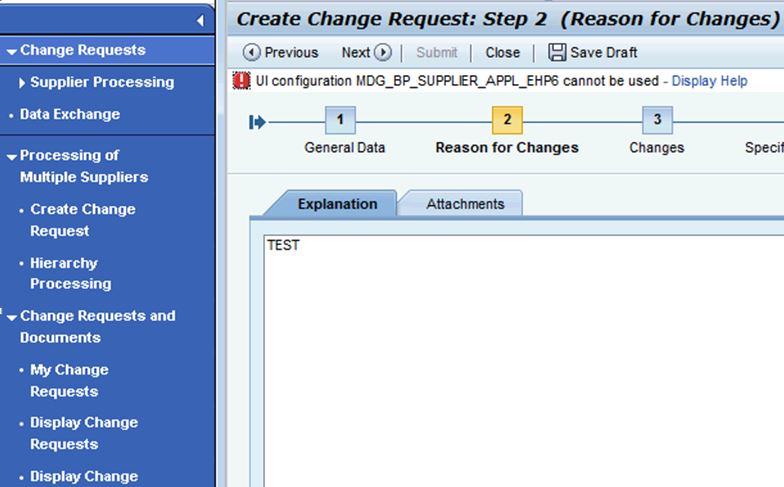 Change Requests
Supplier Processing
Data Exchange
Processing of
Multiple Suppliers
Create Change
Request
Hierarchy
Processing
Change Requests and
Documents
My Change
Requests
Display Change
Requests
Display Change
Create Change Request: Step 2 (Reason for Changes)
Previous Next Submit Close Save Draft
UI configuration MDG_BP_SUPPLIER_APPL_EHP6 cannot be used - Display Help
1 2 3
General Data Reason for Changes Changes Specif
Explanation Attachments
TEST